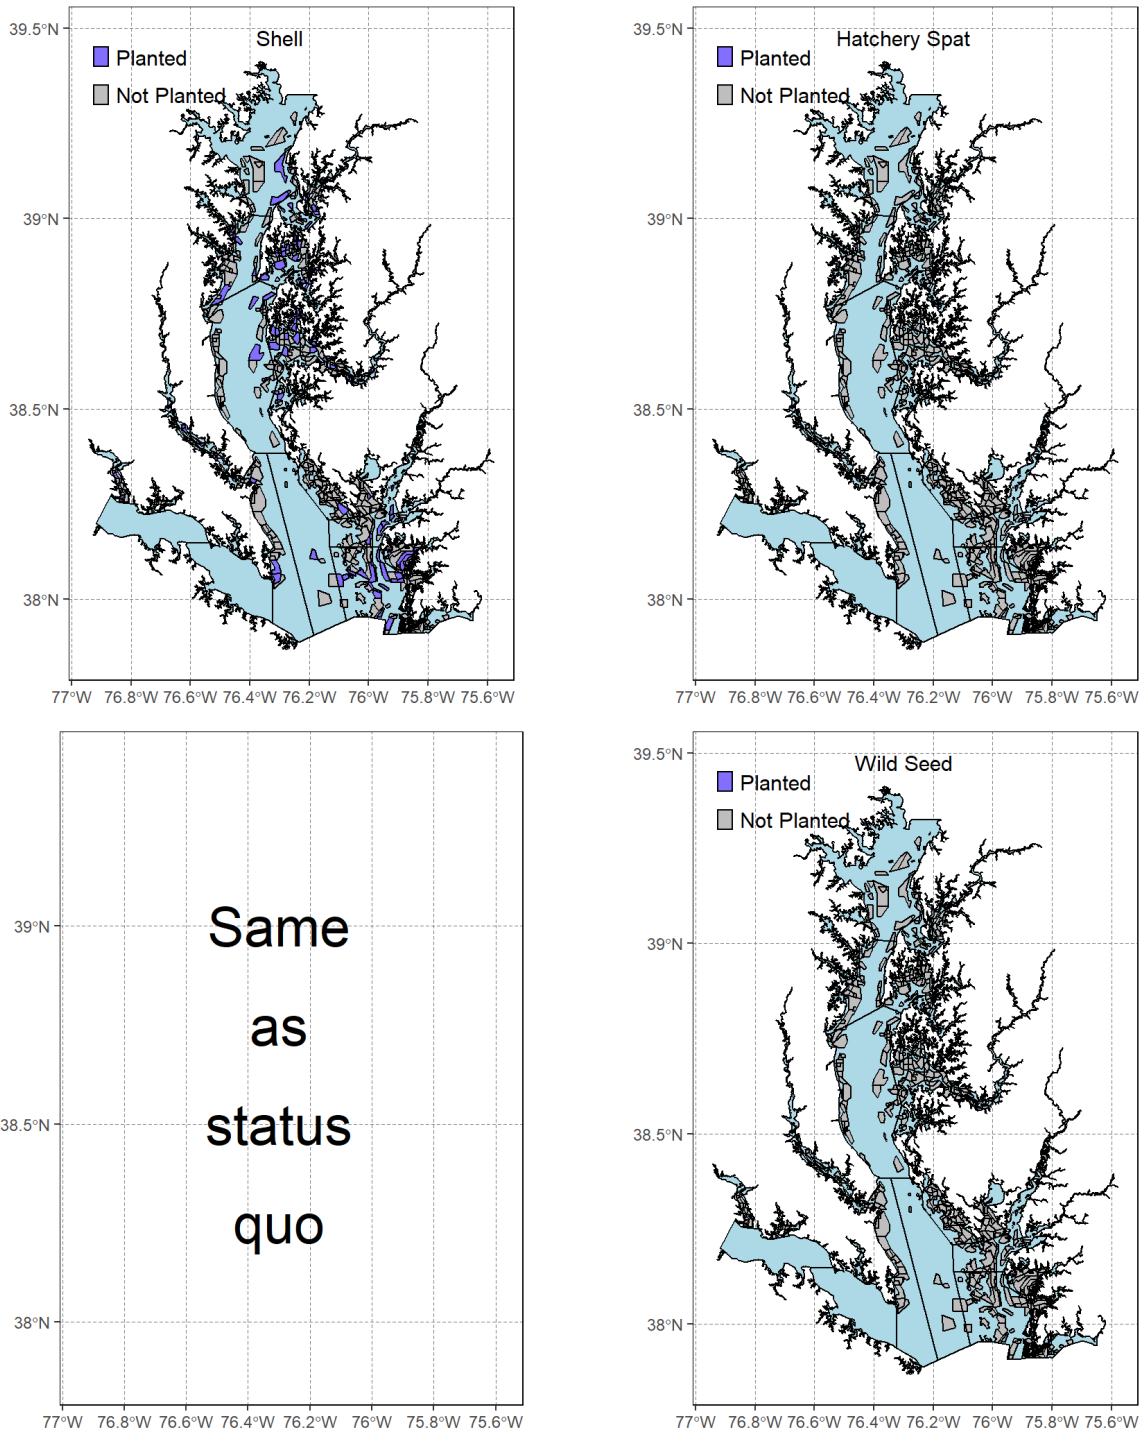 Shell
Planted
Not Planted
39.5°N
39°N
38.5°N
38°N
77°W 76.8°W 76.6°W 76.4°W 76.2°W 76°W 75.8°W 75.6°W
Hatchery Spat
Planted
Not Planted
39.5°N
39°N
38.5°N
38°N
77°W 76.8°W 76.6°W 76.4°W 76.2°W 76°W 75.8°W 75.6°W
Same
as
status
quo
39°N
38.5°N
38°N
77°W 76.8°W 76.6°W 76.4°W 76.2°W 76°W 75.8°W 75.6°W
Wild Seed
Planted
Not Planted
39.5°N
39°N
38.5°N
38°N
77°W 76.8°W 76.6°W 76.4°W 76.2°W 76°W 75.8°W 75.6°W